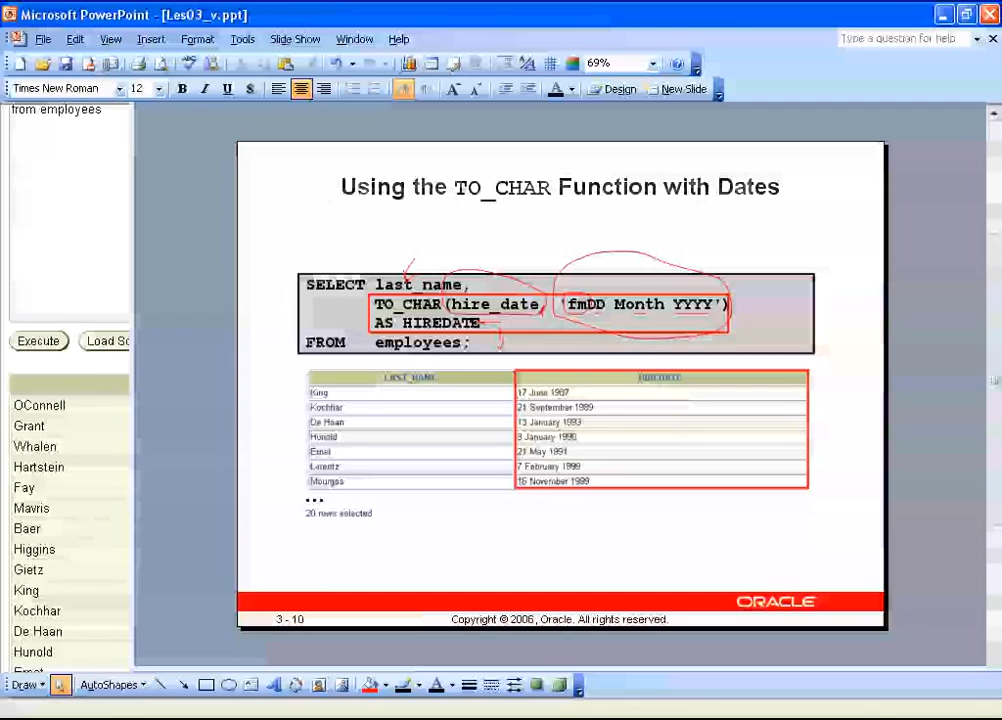 Microsoft PowerPoint - [Les03_v.ppt]
File Edit View Insert Format Tools Slide Show Window Help
Type a question for help
69%
Times New Roman 12 B I U S A A A Design New Slide
from employees
Execute
Load Sc
OConnell
Grant
Whalen
Hartstein
Fay
Mavris
Baer
Higgins
Gietz
King
Kochhar
De Haan
Hunold
Ernst
Using the TO_CHAR Function with Dates
SELECT last_name,
TO_CHAR(hire_date, 'fmDD Month YYYY')
AS HIREDATE
FROM employees;
LAST_NAME HIREDATE
King 17 June 1987
Kochhar 21 September 1989
De Haan 13 January 1993
Hunold 3 January 1990
Ernst 21 May 1991
Lorentz 7 February 1999
Mourgos 16 November 1999
...
20 rows selected
ORACLE
3 - 10 Copyright © 2006, Oracle. All rights reserved.
Draw AutoShapes A